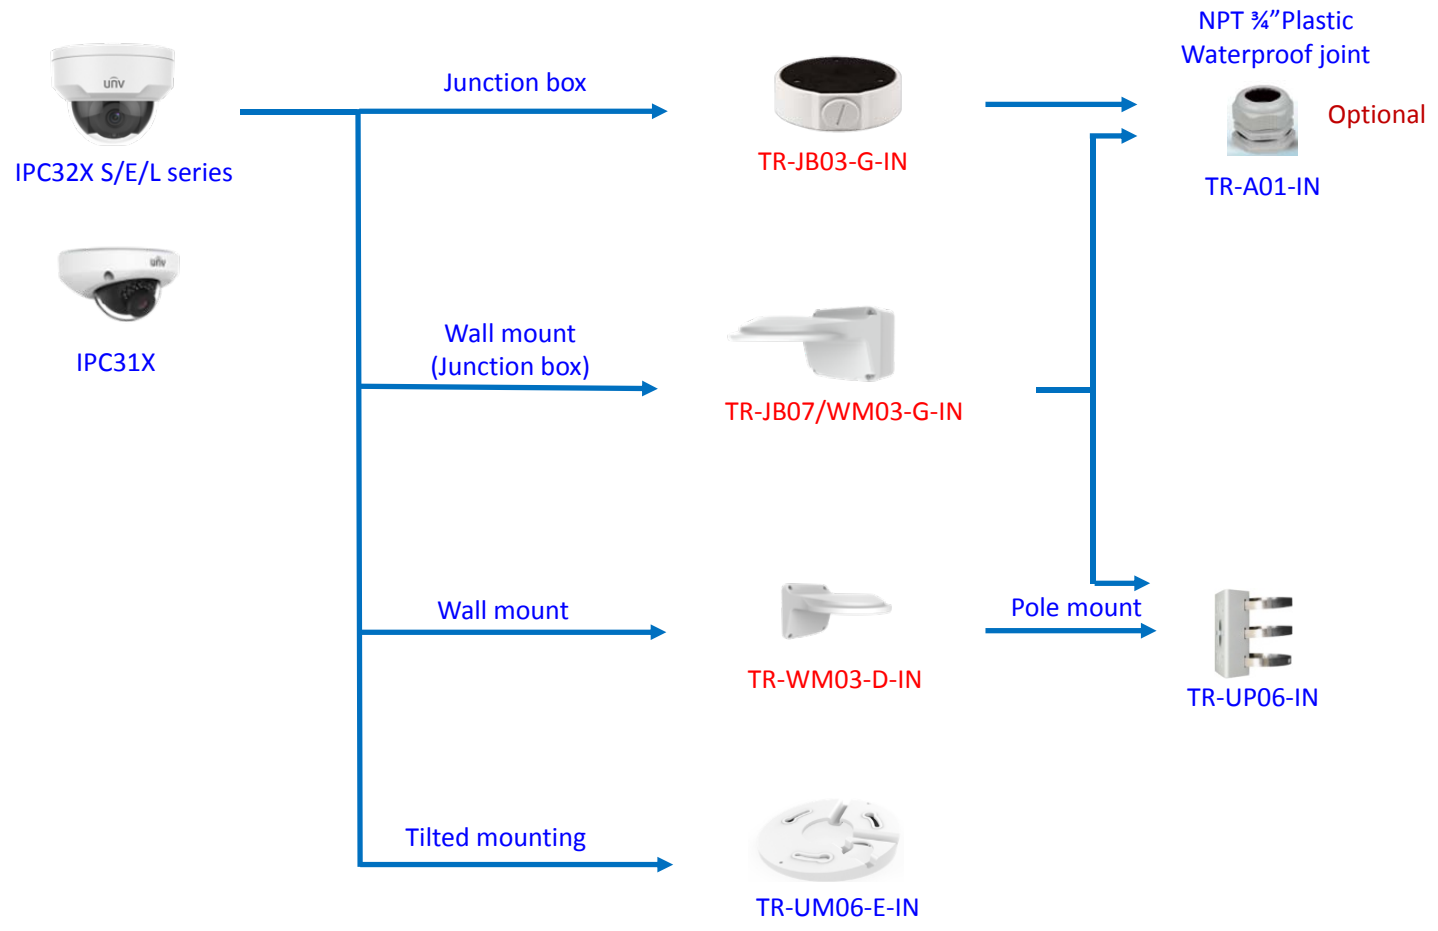 NPT ¾”Plastic
Waterproof joint
unv
Junction box
Optional
TR-JB03-G-IN
IPC32X S/E/L series
TR-A01-IN
unv
Wall mount
(Junction box)
IPC31X
TR-JB07/WM03-G-IN
Wall mount
Pole mount
TR-WM03-D-IN
TR-UP06-IN
Tilted mounting
TR-UM06-E-IN